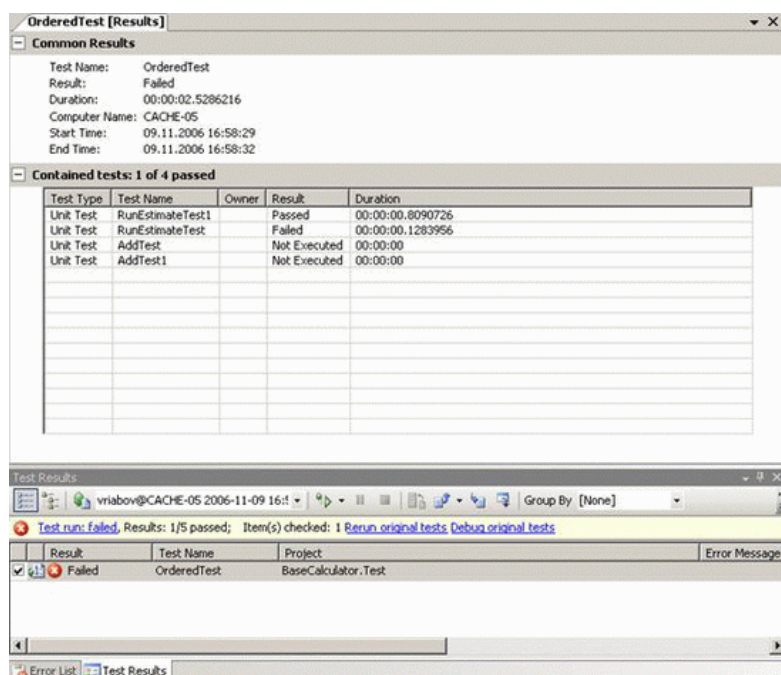 OrderedTest [Results]
Common Results
Test Name: OrderedTest
Result: Failed
Duration: 00:00:02.5286216
Computer Name: CACHE-05
Start Time: 09.11.2006 16:58:29
End Time: 09.11.2006 16:58:32
Contained tests: 1 of 4 passed
Test Type Test Name Owner Result Duration
Unit Test RunEstimateTest1 Passed 00:00:00.8090726
Unit Test RunEstimateTest Failed 00:00:00.1283956
Unit Test AddTest Not Executed 00:00:00
Unit Test AddTest1 Not Executed 00:00:00
Test Results
vriabov@CACHE-05 2006-11-09 16:5 Group By [None]
Test run: failed, Results: 1/5 passed; Item(s) checked: 1 Rerun original tests Debug original tests
Result Test Name Project Error Message
Failed OrderedTest BaseCalculator.Test
Error List Test Results